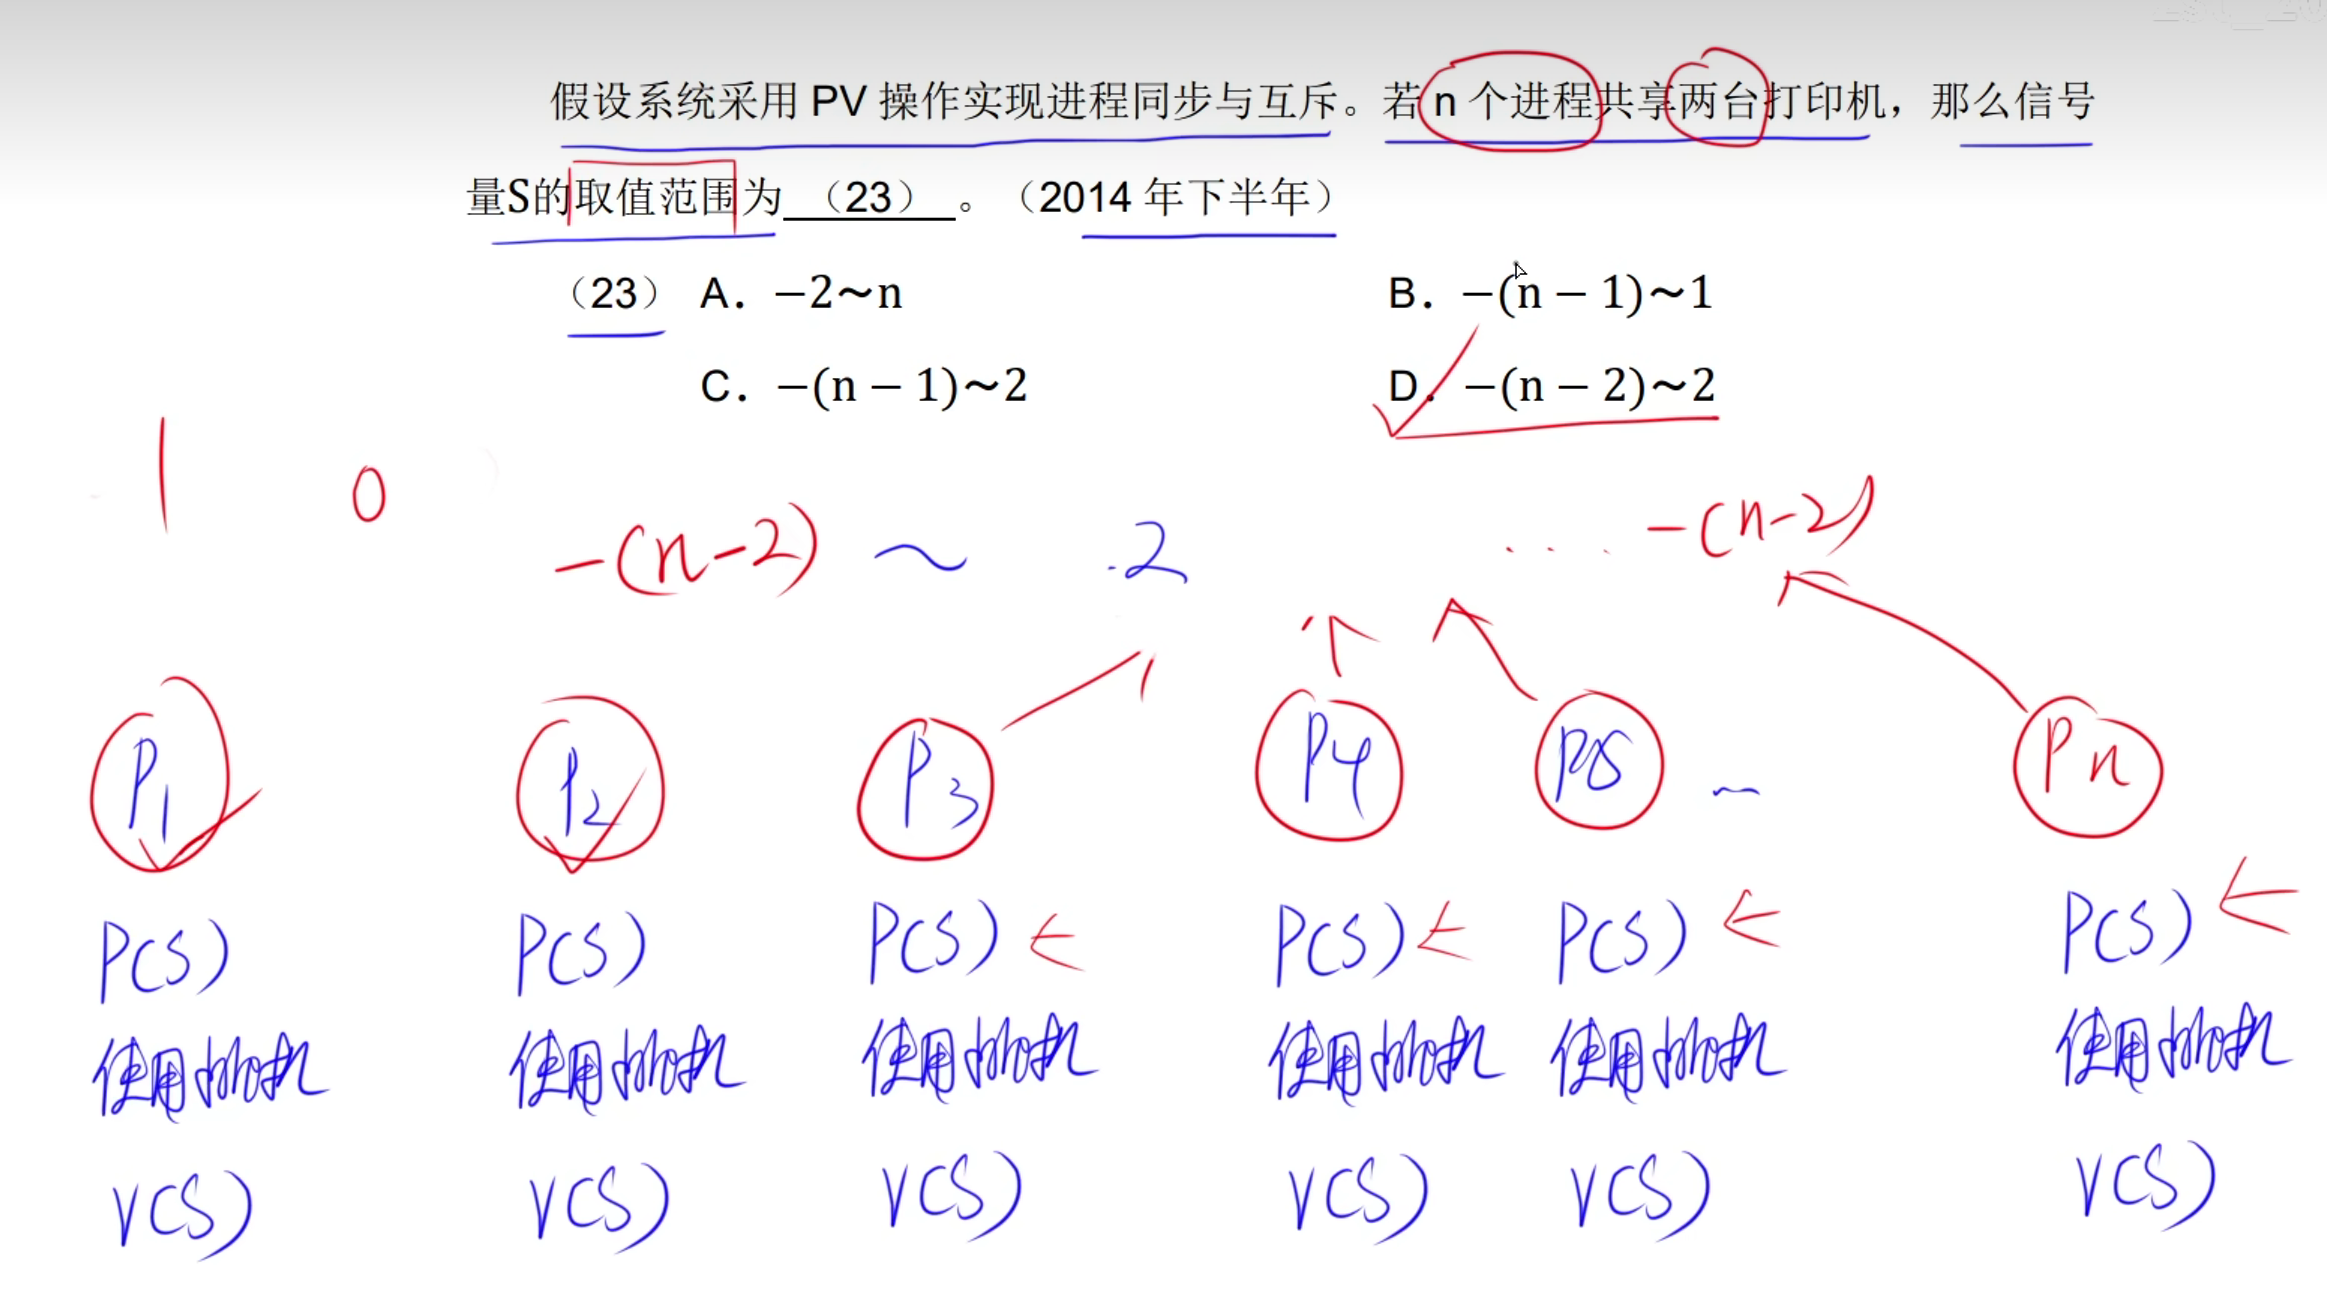 假设系统采用 PV 操作实现进程同步与互斥。若 n 个进程共享两台打印机，那么信号
量S的取值范围为（23）。（2014 年下半年）
（23） A．−2～n B．−(n − 1)～1
C．−(n − 1)～2 D．−(n − 2)～2
1 0 -(n-2) ～ 2 ... -(n-2)
P1 P2 P3 P4 P5 ~ Pn
P(S) P(S) P(S) P(S) P(S) P(S)
使用打印机 使用打印机 使用打印机 使用打印机 使用打印机 使用打印机
V(S) V(S) V(S) V(S) V(S) V(S)